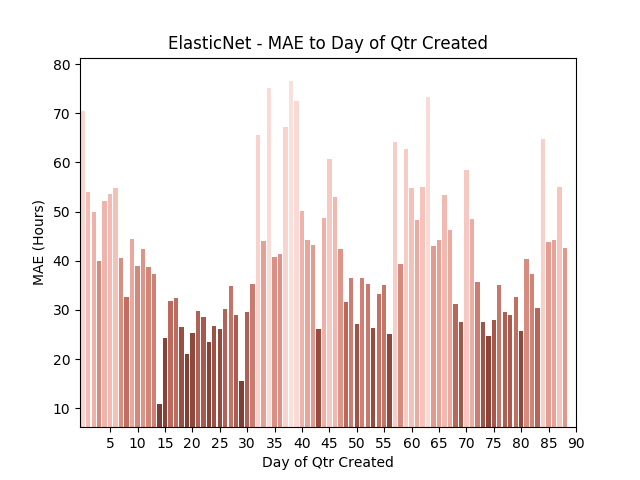 ElasticNet - MAE to Day of Qtr Created
80
70
60
50
40
30
20
10
MAE (Hours)
5 10 15 20 25 30 35 40 45 50 55 60 65 70 75 80 85 90
Day of Qtr Created